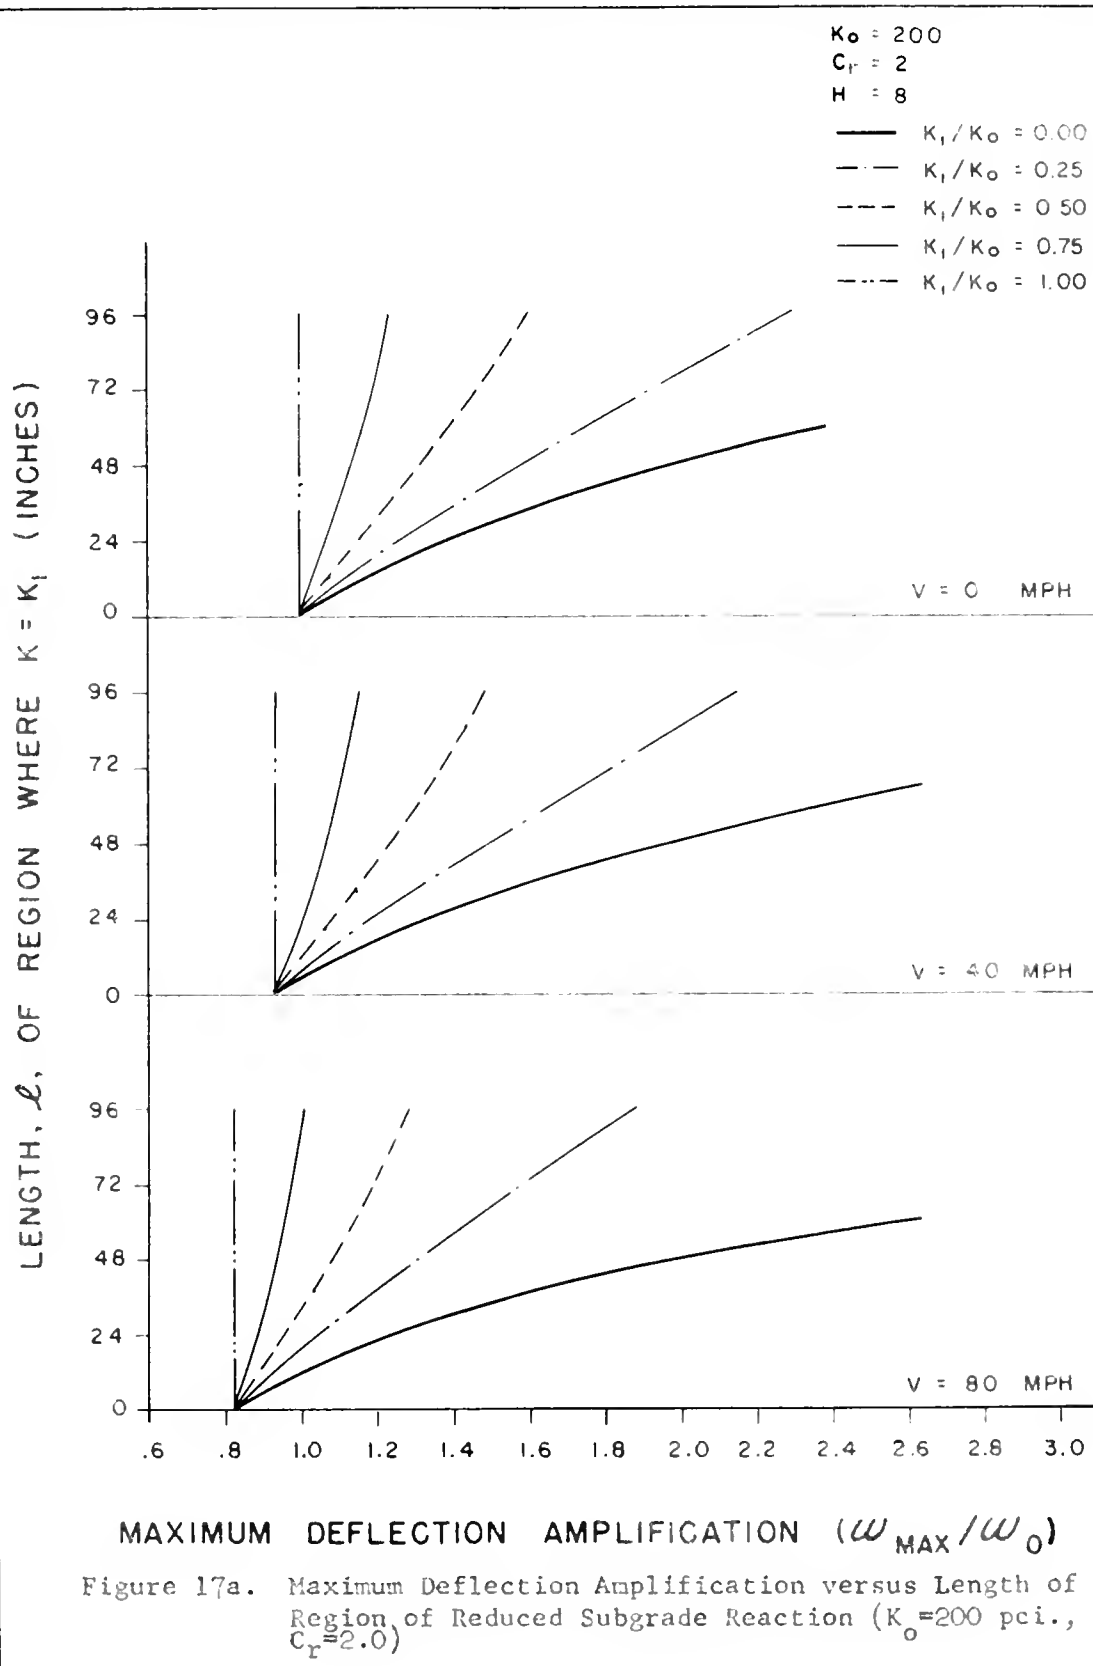 Ko = 200
Cr = 2
H = 8
K₁/Ko = 0.00
K₁/Ko = 0.25
K₁/Ko = 0 50
K₁/Ko = 0.75
K₁/Ko = 1.00
LENGTH, ℓ, OF REGION WHERE K = K₁ (INCHES)
96
72
48
24
0
V = 0 MPH
96
72
48
24
0
V = 40 MPH
96
72
48
24
0
V = 80 MPH
.6 .8 1.0 1.2 1.4 1.6 1.8 2.0 2.2 2.4 2.6 2.8 3.0
MAXIMUM DEFLECTION AMPLIFICATION (ω MAX/ω O)
Figure 17a. Maximum Deflection Amplification versus Length of
Region of Reduced Subgrade Reaction (Ko=200 pci.,
Cr=2.0)